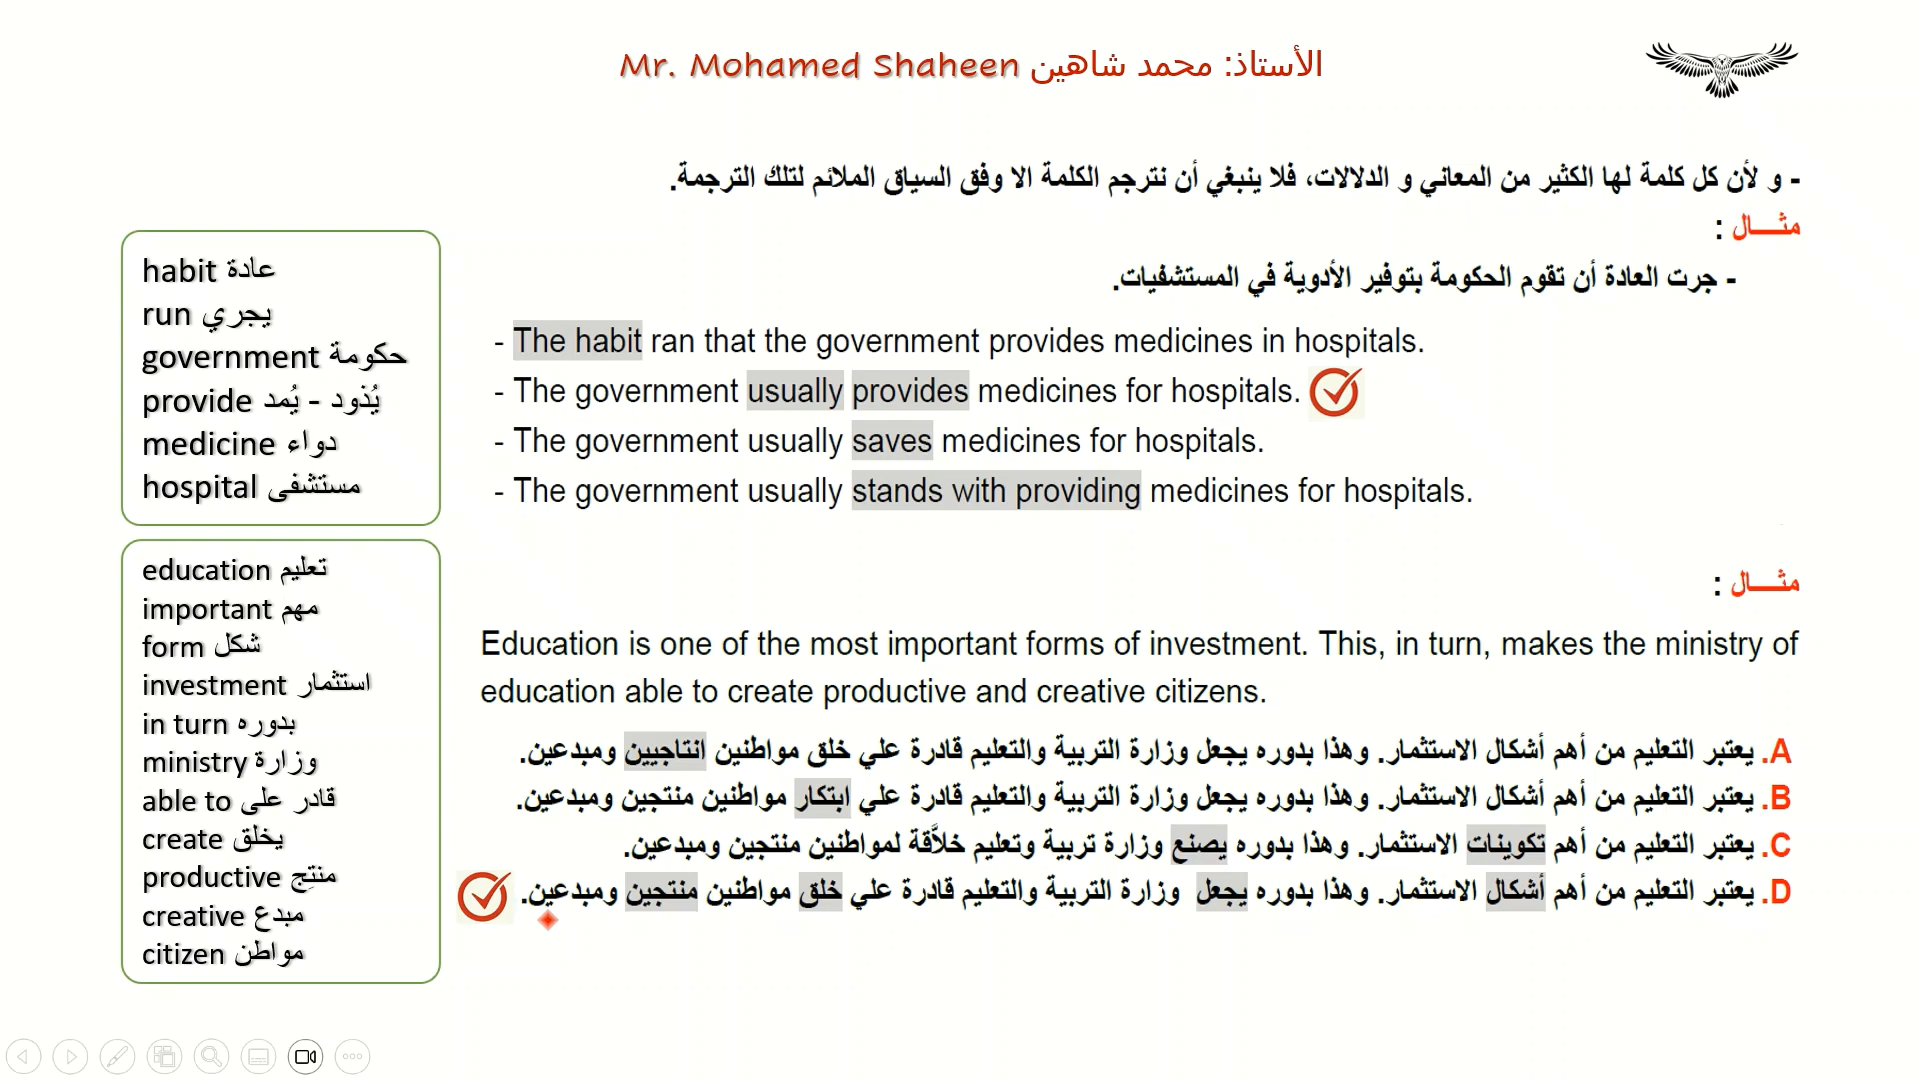 Mr. Mohamed Shaheen الأستاذ: محمد شاهين
- و لأن كل كلمة لها الكثير من المعاني و الدلالات، فلا ينبغي أن نترجم الكلمة الا وفق السياق الملائم لتلك الترجمة.
مثــــال :
- جرت العادة أن تقوم الحكومة بتوفير الأدوية في المستشفيات.
- The habit ran that the government provides medicines in hospitals.
- The government usually provides medicines for hospitals.
- The government usually saves medicines for hospitals.
- The government usually stands with providing medicines for hospitals.
habit عادة
run يجري
government حكومة
provide يُذود - يُمد
medicine دواء
hospital مستشفى
مثــــال :
Education is one of the most important forms of investment. This, in turn, makes the ministry of
education able to create productive and creative citizens.
A. يعتبر التعليم من أهم أشكال الاستثمار. وهذا بدوره يجعل وزارة التربية والتعليم قادرة علي خلق مواطنين انتاجيين ومبدعين.
B. يعتبر التعليم من أهم أشكال الاستثمار. وهذا بدوره يجعل وزارة التربية والتعليم قادرة علي ابتكار مواطنين منتجين ومبدعين.
C. يعتبر التعليم من أهم تكوينات الاستثمار. وهذا بدوره يصنع وزارة تربية وتعليم خلاَّقة لمواطنين منتجين ومبدعين.
D. يعتبر التعليم من أهم أشكال الاستثمار. وهذا بدوره يجعل وزارة التربية والتعليم قادرة علي خلق مواطنين منتجين ومبدعين.
education تعليم
important مهم
form شكل
investment استثمار
in turn بدوره
ministry وزارة
able to قادر على
create يخلق
productive منتِج
creative مبدع
citizen مواطن